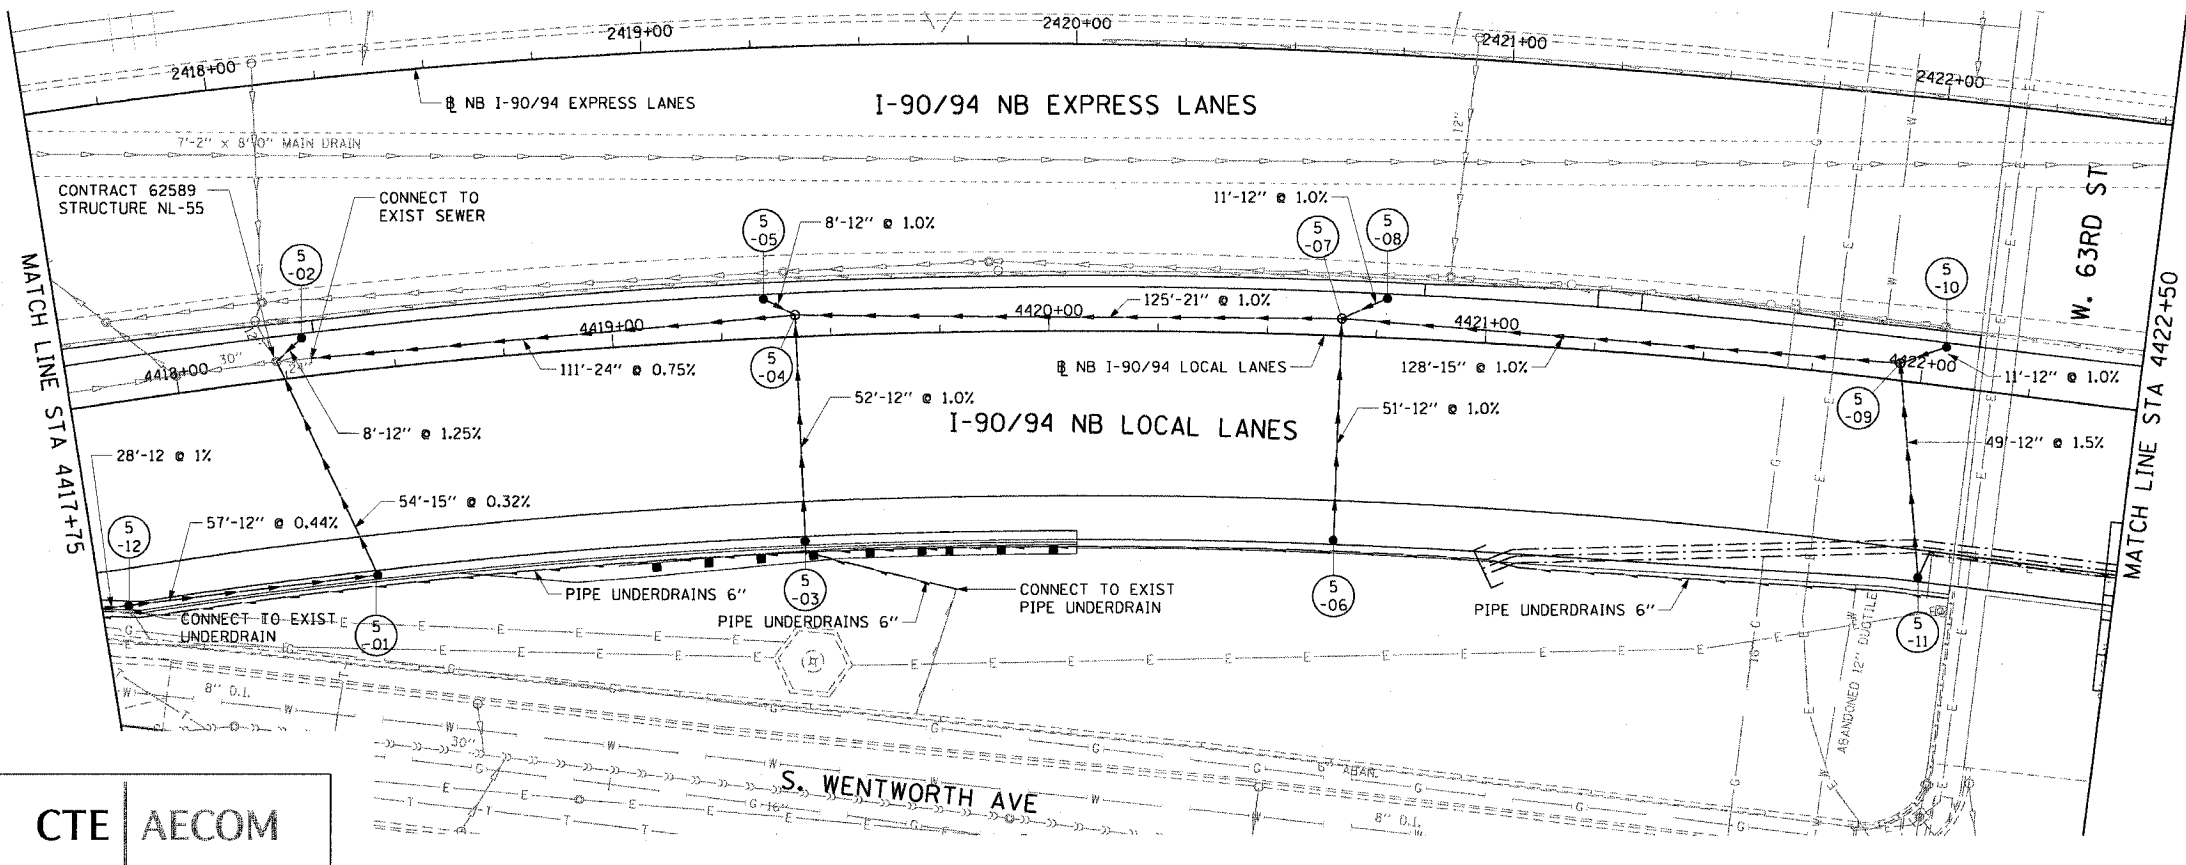 2418+00
2419+00
2420+00
2421+00
2422+00
℄ NB I-90/94 EXPRESS LANES
I-90/94 NB EXPRESS LANES
12"
7'-2" x 8'-0" MAIN DRAIN
W. 63RD ST
CONTRACT 62589
STRUCTURE NL-55
CONNECT TO
EXIST SEWER
5
-02
5
-05
8'-12" @ 1.0%
11'-12" @ 1.0%
5
-07
5
-08
5
-10
MATCH LINE STA 4417+75
MATCH LINE STA 4422+50
30"
4418+00
4419+00
111'-24" @ 0.75%
5
-04
4420+00
125'-21" @ 1.0%
℄ NB I-90/94 LOCAL LANES
4421+00
128'-15" @ 1.0%
4422+00
11'-12" @ 1.0%
5
-09
8'-12" @ 1.25%
52'-12" @ 1.0%
I-90/94 NB LOCAL LANES
51'-12" @ 1.0%
49'-12" @ 1.5%
28'-12 @ 1%
5
-12
57'-12" @ 0.44%
54'-15" @ 0.32%
CONNECT TO EXIST
UNDERDRAIN
5
-01
PIPE UNDERDRAINS 6"
5
-03
PIPE UNDERDRAINS 6"
CONNECT TO EXIST
PIPE UNDERDRAIN
5
-06
PIPE UNDERDRAINS 6"
5
-11
16" G
ABANDONED 12" DUCTILE
8" D.I.
30"
S. WENTWORTH AVE
G-16"
6" ABAN.
8" D.I.
CTE AECOM